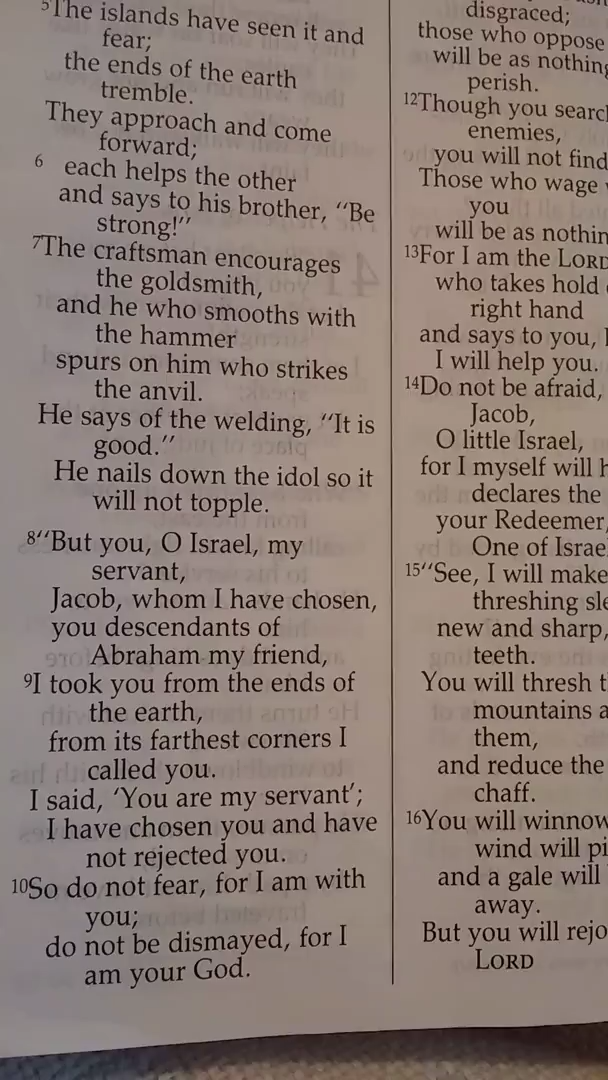 5The islands have seen it and
fear;
the ends of the earth
tremble.
They approach and come
forward;
6 each helps the other
and says to his brother, “Be
strong!”
7The craftsman encourages
the goldsmith,
and he who smooths with
the hammer
spurs on him who strikes
the anvil.
He says of the welding, “It is
good.”
He nails down the idol so it
will not topple.
8“But you, O Israel, my
servant,
Jacob, whom I have chosen,
you descendants of
Abraham my friend,
9I took you from the ends of
the earth,
from its farthest corners I
called you.
I said, ‘You are my servant’;
I have chosen you and have
not rejected you.
10So do not fear, for I am with
you;
do not be dismayed, for I
am your God.
disgraced;
those who oppose
will be as nothing
perish.
12Though you search
enemies,
you will not find
Those who wage
you
will be as nothin
13For I am the LORD
who takes hold
right hand
and says to you,
I will help you.
14Do not be afraid,
Jacob,
O little Israel,
for I myself will
declares the
your Redeemer,
One of Israe
15“See, I will make
threshing sle
new and sharp,
teeth.
You will thresh t
mountains a
them,
and reduce the
chaff.
16You will winnow
wind will pi
and a gale will
away.
But you will rejo
LORD